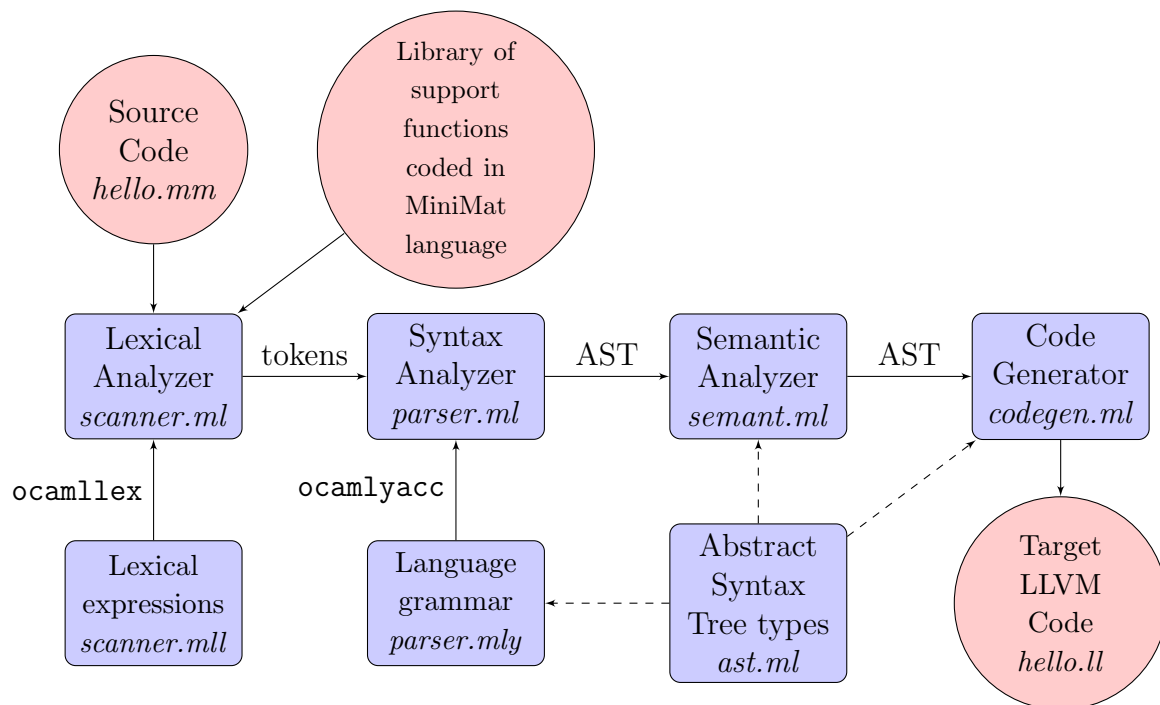 Source
Code
hello.mm
Library of
support
functions
coded in
MiniMat
language
Lexical
Analyzer
scanner.ml
tokens
Syntax
Analyzer
parser.ml
AST
Semantic
Analyzer
semant.ml
AST
Code
Generator
codegen.ml
ocamllex
ocamlyacc
Lexical
expressions
scanner.mll
Language
grammar
parser.mly
Abstract
Syntax
Tree types
ast.ml
Target
LLVM
Code
hello.ll